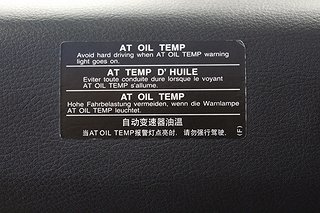 AT OIL TEMP
Avoid hard driving when AT OIL TEMP warning
light goes on.
AT TEMP D' HUILE
Eviter toute conduite dure lorsque le voyant
AT OIL TEMP s'allume.
AT OIL TEMP
Hohe Fahrbelastung vermeiden, wenn die Warnlampe
AT OIL TEMP leuchtet.
自动变速器油温
当AT OIL TEMP报警灯点亮时, 请勿强行驾驶.
(F)